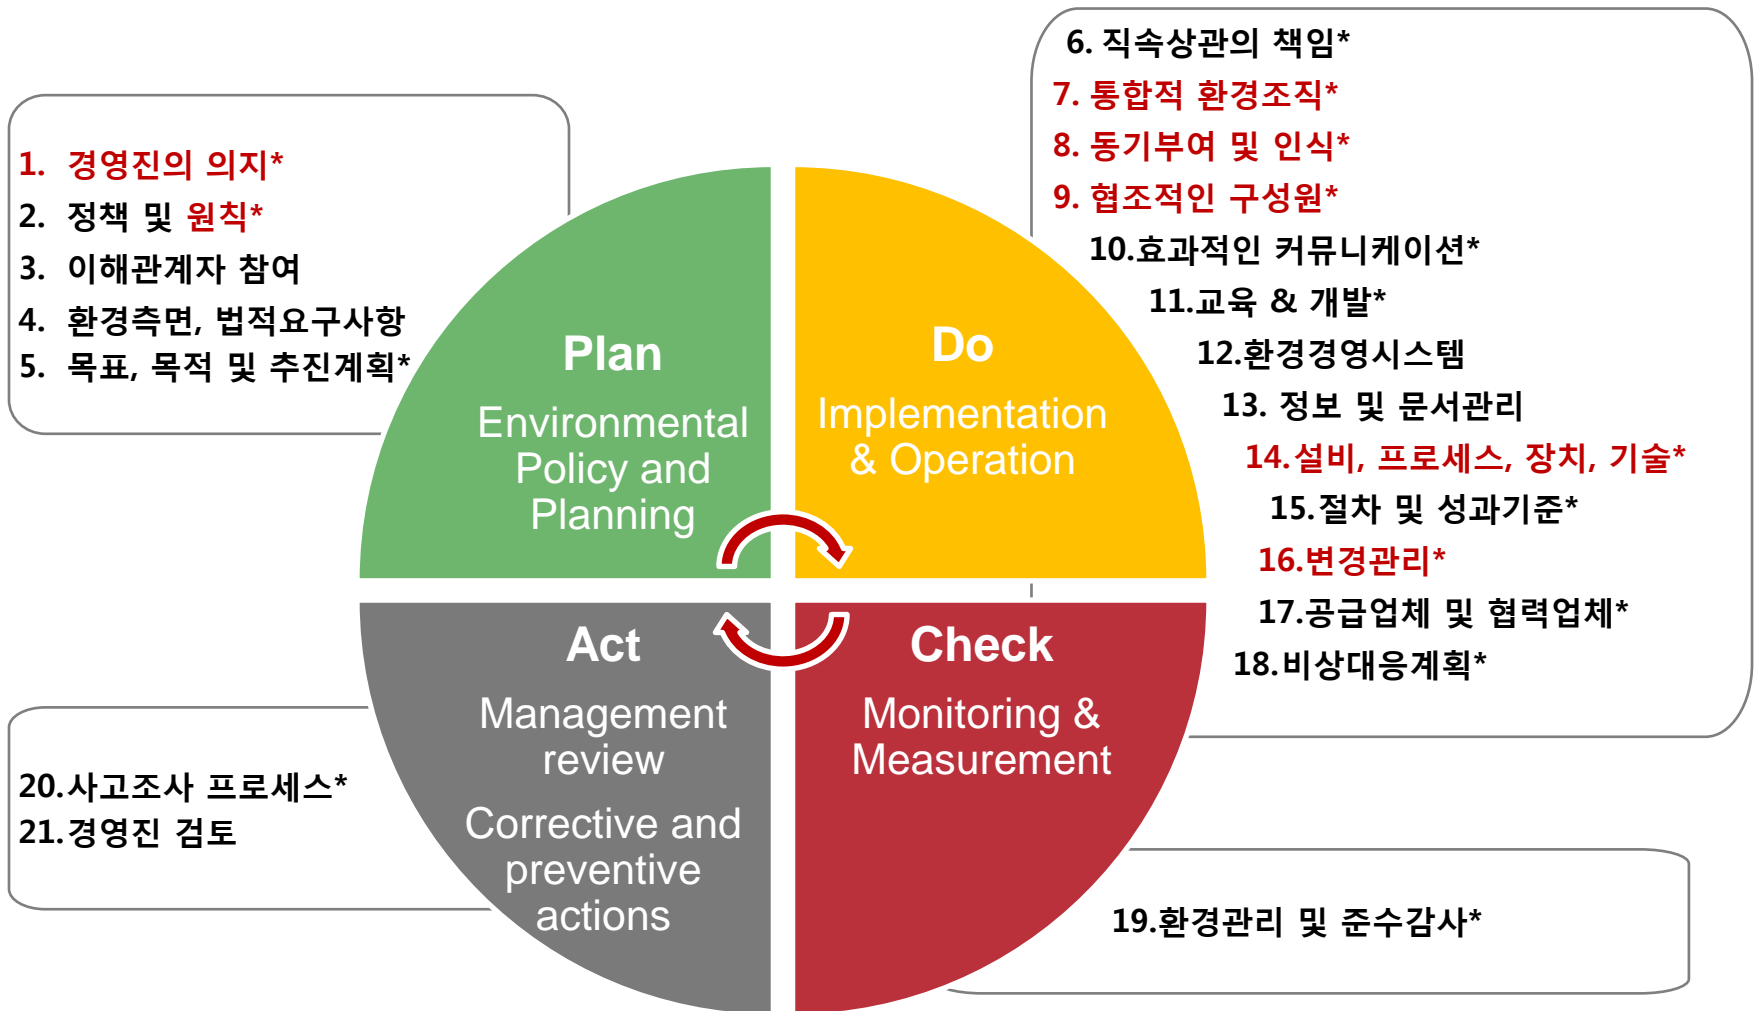 1. 경영진의 의지*
2. 정책 및 원칙*
3. 이해관계자 참여
4. 환경측면, 법적요구사항
5. 목표, 목적 및 추진계획*
Plan
Environmental
Policy and
Planning
Do
Implementation
& Operation
6. 직속상관의 책임*
7. 통합적 환경조직*
8. 동기부여 및 인식*
9. 협조적인 구성원*
10.효과적인 커뮤니케이션*
11.교육 & 개발*
12.환경경영시스템
13. 정보 및 문서관리
14.설비, 프로세스, 장치, 기술*
15.절차 및 성과기준*
16.변경관리*
17.공급업체 및 협력업체*
18.비상대응계획*
Act
Management
review
Corrective and
preventive
actions
Check
Monitoring &
Measurement
20.사고조사 프로세스*
21.경영진 검토
19.환경관리 및 준수감사*